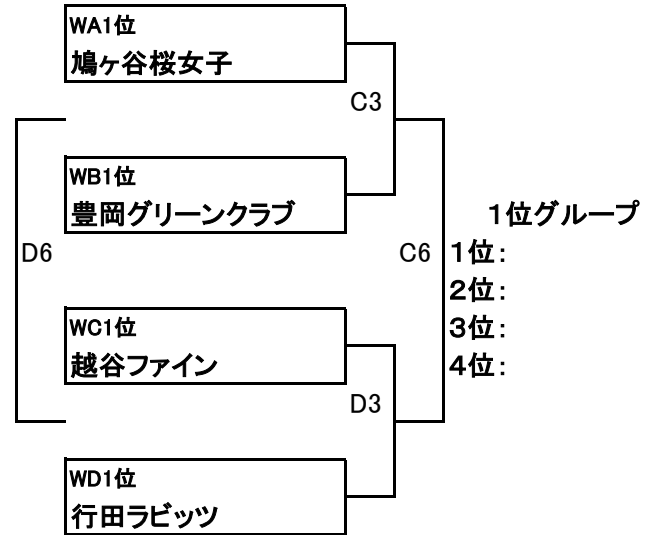 WA1位
鳩ヶ谷桜女子
C3
WB1位
豊岡グリーンクラブ
D6
C6
1位グループ
1位：
2位：
3位：
4位：
WC1位
越谷ファイン
D3
WD1位
行田ラビッツ